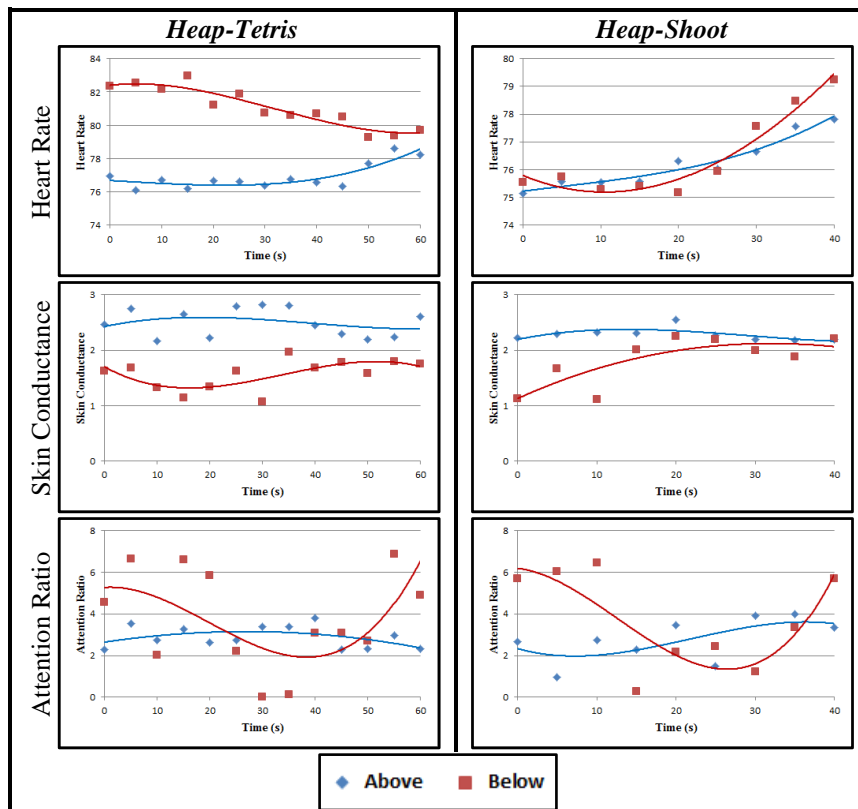 Heap-Tetris
Heap-Shoot
Heart Rate
Heart Rate
84
82
80
78
76
74
0 10 20 30 40 50 60
Time (s)
Heart Rate
80
79
78
76
75
74
0 10 20 30 40
Time (s)
Skin Conductance
Skin Conductance
3
2
1
0
0 10 20 30 40 50 60
Time (s)
Skin Conductance
3
2
1
0
0 10 20 30 40
Time (s)
Attention Ratio
Attention Ratio
8
6
4
2
0
0 10 20 30 40 50 60
Time (s)
Attention Ratio
8
6
4
2
0
0 10 20 30 40
Time (s)
Above Below